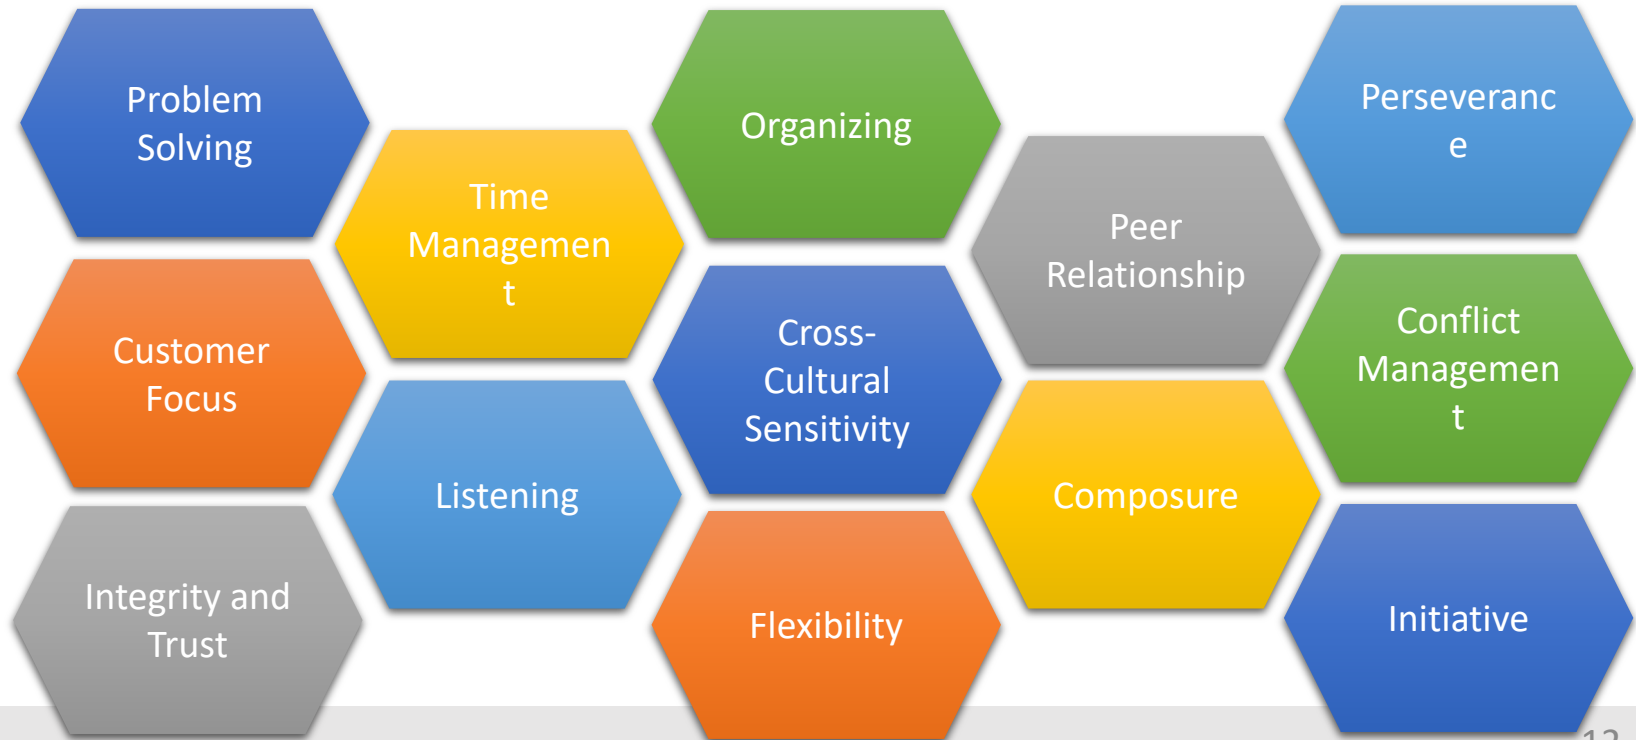 Problem
Solving
Organizing
Perseveranc
e
Time
Managemen
t
Peer
Relationship
Customer
Focus
Cross-
Cultural
Sensitivity
Conflict
Managemen
t
Listening
Composure
Integrity and
Trust
Flexibility
Initiative
12